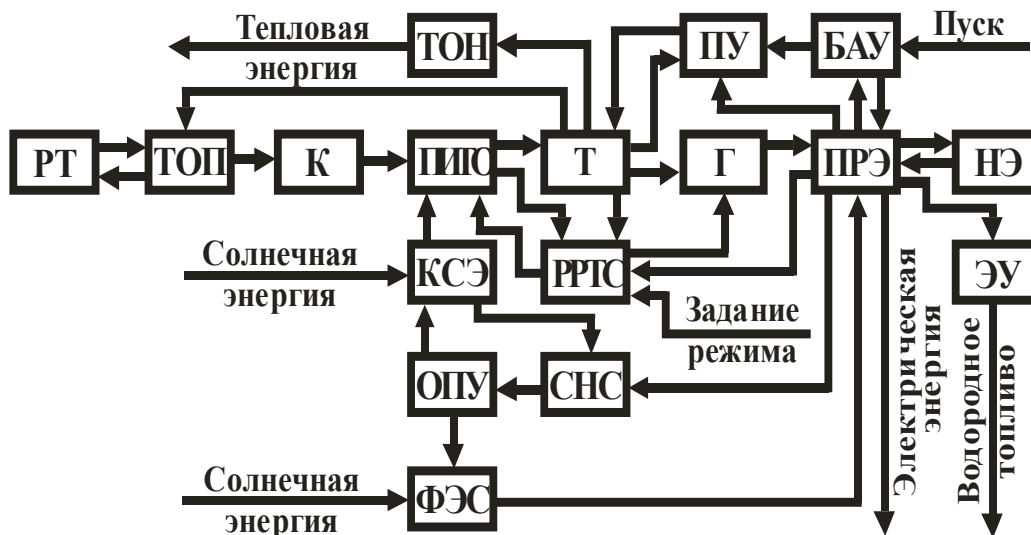 Тепловая
энергия
ТОН
ПУ
БАУ
Пуск
РТ
ТОП
К
ПИТС
Т
Г
ПРЭ
НЭ
Солнечная
энергия
КСЭ
РРТС
ЭУ
Задание
режима
ОПУ
СНС
Электрическая
энергия
Водородное
топливо
Солнечная
энергия
ФЭС